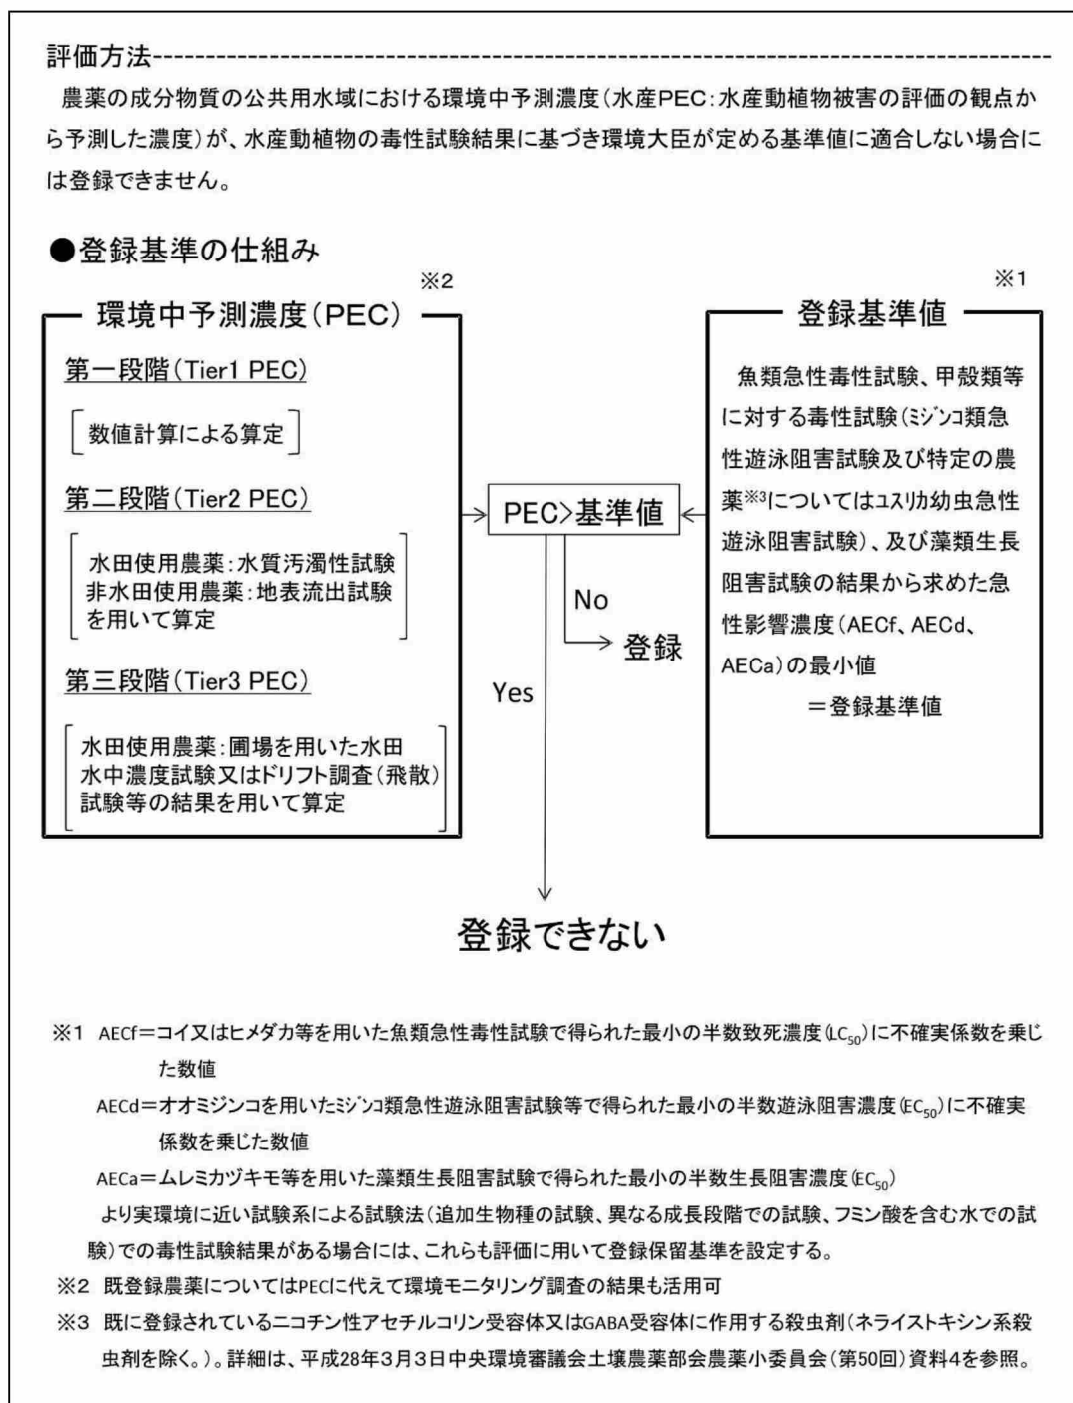 評価方法------------------------------------------------------------------------------------
農薬の成分物質の公共用水域における環境中予測濃度(水産PEC:水産動植物被害の評価の観点か
ら予測した濃度)が、水産動植物の毒性試験結果に基づき環境大臣が定める基準値に適合しない場合に
は登録できません。
●登録基準の仕組み
※2
環境中予測濃度(PEC)
第一段階(Tier1 PEC)
数値計算による算定
第二段階(Tier2 PEC)
水田使用農薬:水質汚濁性試験
非水田使用農薬:地表流出試験
を用いて算定
第三段階(Tier3 PEC)
水田使用農薬:圃場を用いた水田
水中濃度試験又はドリフト調査(飛散)
試験等の結果を用いて算定
PEC>基準値
No
登録
Yes
登録できない
※1
登録基準値
魚類急性毒性試験、甲殻類等
に対する毒性試験(ミジンコ類急
性遊泳阻害試験及び特定の農
薬※3についてはユスリカ幼虫急性
遊泳阻害試験)、及び藻類生長
阻害試験の結果から求めた急
性影響濃度(AECf、AECd、
AECa)の最小値
=登録基準値
※1 AECf=コイ又はヒメダカ等を用いた魚類急性毒性試験で得られた最小の半数致死濃度(LC50)に不確実係数を乗じ
た数値
AECd=オオミジンコを用いたミジンコ類急性遊泳阻害試験等で得られた最小の半数遊泳阻害濃度(EC50)に不確実
係数を乗じた数値
AECa=ムレミカヅキモ等を用いた藻類生長阻害試験で得られた最小の半数生長阻害濃度(EC50)
より実環境に近い試験系による試験法(追加生物種の試験、異なる成長段階での試験、フミン酸を含む水での試
験)での毒性試験結果がある場合には、これらも評価に用いて登録保留基準を設定する。
※2 既登録農薬についてはPECに代えて環境モニタリング調査の結果も活用可
※3 既に登録されているニコチン性アセチルコリン受容体又はGABA受容体に作用する殺虫剤(ネライストキシン系殺
虫剤を除く。)。詳細は、平成28年3月3日中央環境審議会土壌農薬部会農薬小委員会(第50回)資料4を参照。